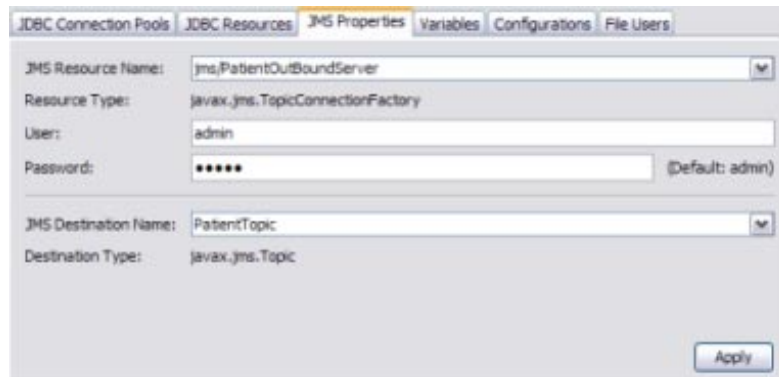 JDBC Connection Pools JDBC Resources JMS Properties Variables Configurations File Users
JMS Resource Name: jms/PatientOutBoundServer
Resource Type: javax.jms.TopicConnectionFactory
User: admin
Password: ••••• (Default: admin)
JMS Destination Name: PatientTopic
Destination Type: javax.jms.Topic
Apply